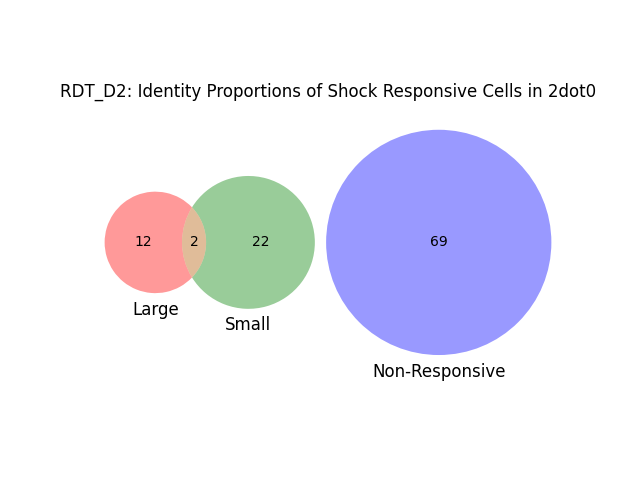 RDT_D2: Identity Proportions of Shock Responsive Cells in 2dot0
12 2 22 69
Large
Small
Non-Responsive